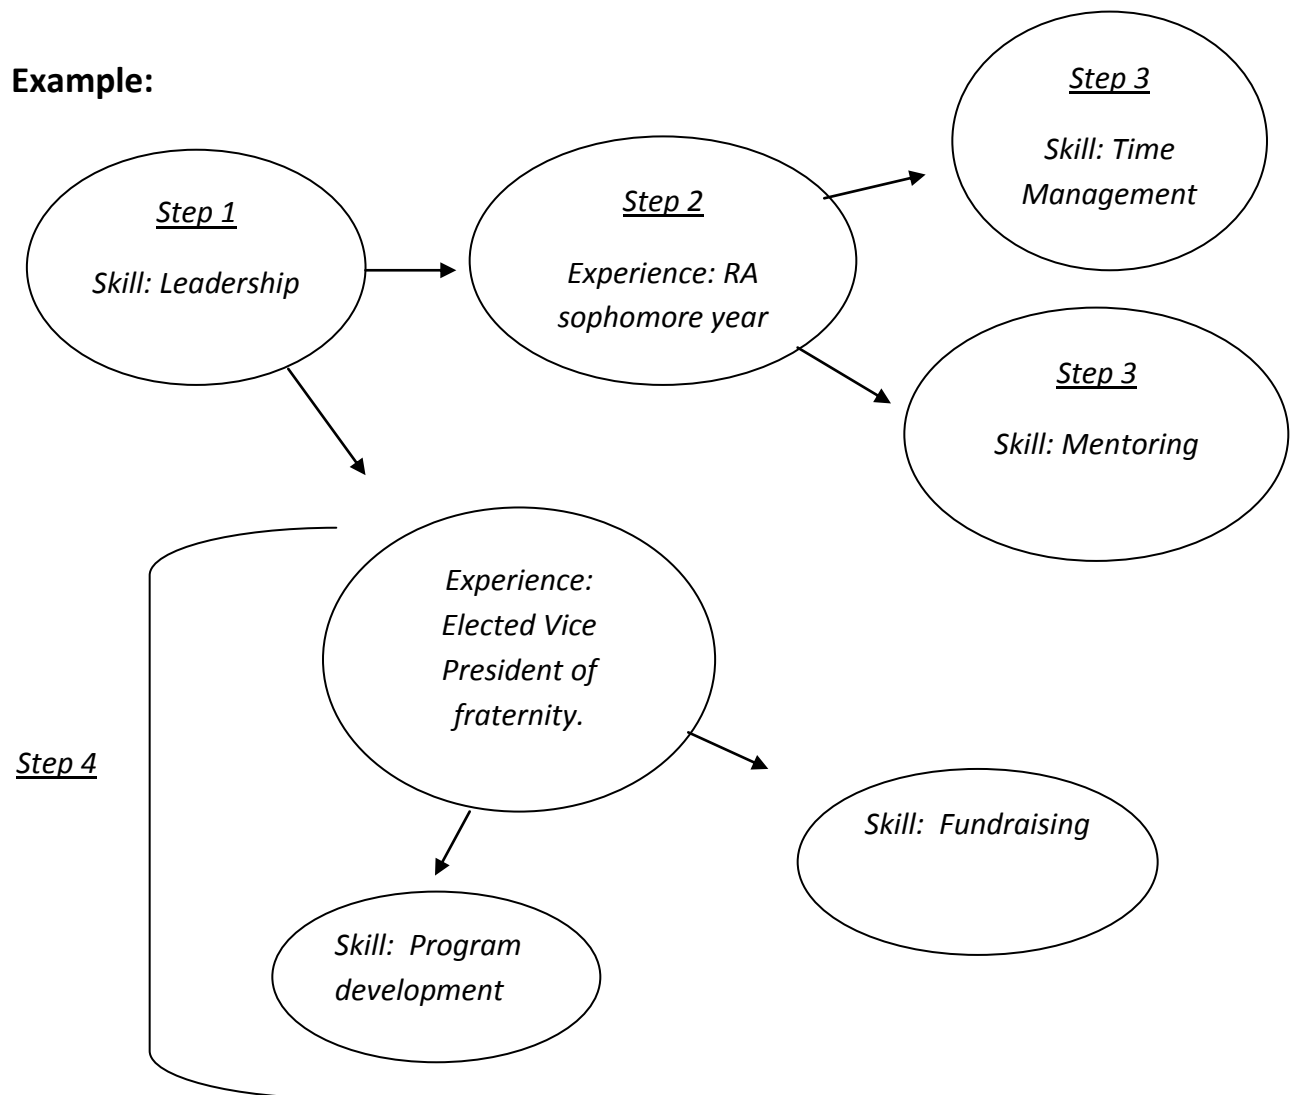 Example:
Step 1
Skill: Leadership
Step 2
Experience: RA
sophomore year
Step 3
Skill: Time
Management
Step 3
Skill: Mentoring
Step 4
Experience:
Elected Vice
President of
fraternity.
Skill:  Fundraising
Skill:  Program
development